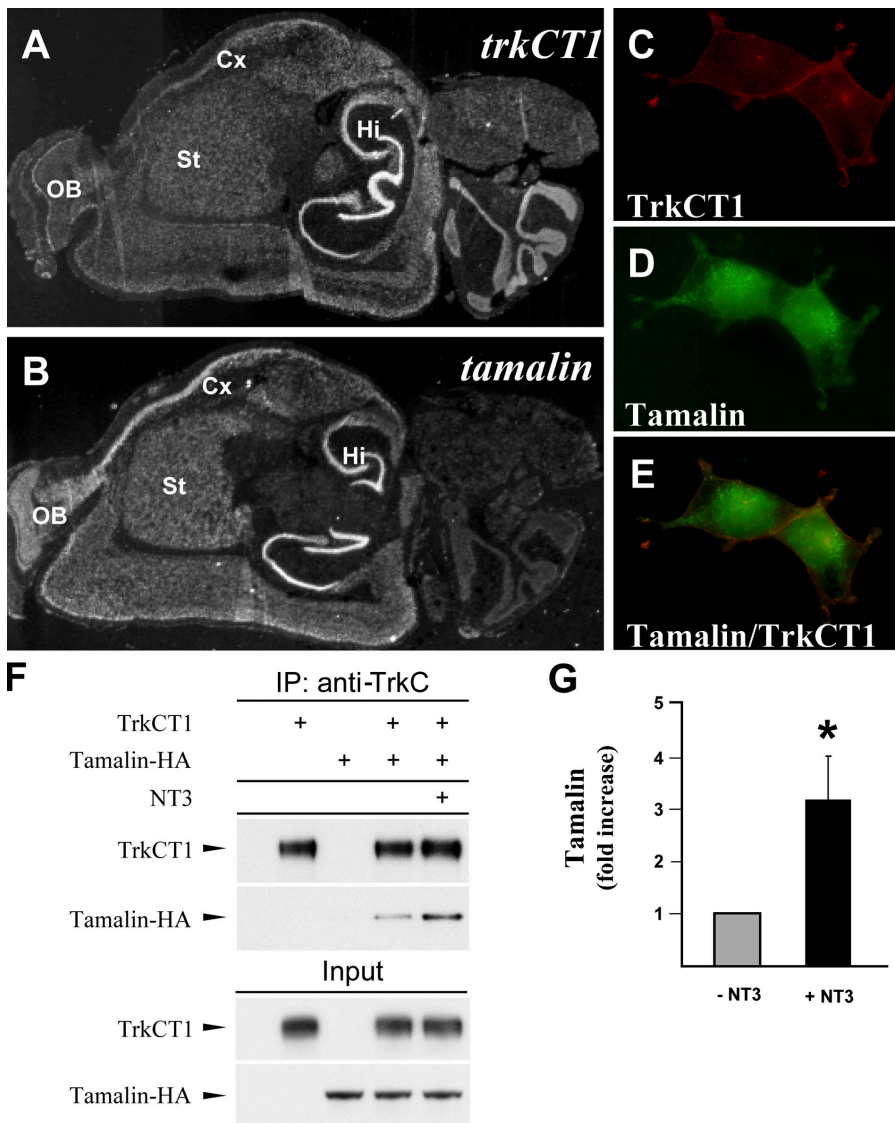 A
trkCT1
Cx
Hi
St
OB
B
tamalin
Cx
Hi
St
OB
C
TrkCT1
D
Tamalin
E
Tamalin/TrkCT1
F
IP: anti-TrkC
TrkCT1 + + +
Tamalin-HA + + +
NT3 +
TrkCT1
Tamalin-HA
Input
TrkCT1
Tamalin-HA
G
Tamalin
(fold increase)
5
4
3
2
1
*
- NT3 + NT3